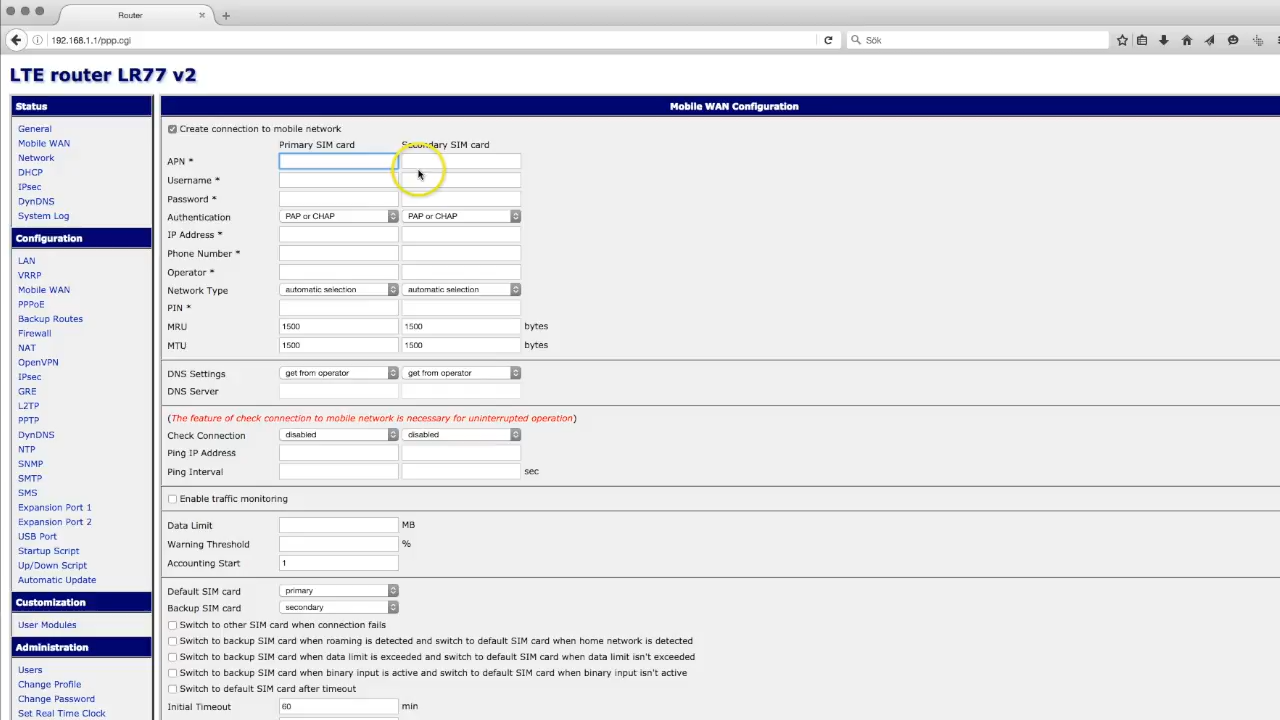 Router
192.168.1.1/ppp.cgi
Sök
LTE router LR77 v2
Status
General
Mobile WAN
Network
DHCP
IPsec
DynDNS
System Log
Configuration
LAN
VRRP
Mobile WAN
PPPoE
Backup Routes
Firewall
NAT
OpenVPN
IPsec
GRE
L2TP
PPTP
DynDNS
NTP
SNMP
SMTP
SMS
Expansion Port 1
Expansion Port 2
USB Port
Startup Script
Up/Down Script
Automatic Update
Customization
User Modules
Administration
Users
Change Profile
Change Password
Set Real Time Clock
Mobile WAN Configuration
Create connection to mobile network
Primary SIM card Secondary SIM card
APN *
Username *
Password *
Authentication PAP or CHAP PAP or CHAP
IP Address *
Phone Number *
Operator *
Network Type automatic selection automatic selection
PIN *
MRU 1500 1500 bytes
MTU 1500 1500 bytes
DNS Settings get from operator get from operator
DNS Server
(The feature of check connection to mobile network is necessary for uninterrupted operation)
Check Connection disabled disabled
Ping IP Address
Ping Interval sec
Enable traffic monitoring
Data Limit MB
Warning Threshold %
Accounting Start 1
Default SIM card primary
Backup SIM card secondary
Switch to other SIM card when connection fails
Switch to backup SIM card when roaming is detected and switch to default SIM card when home network is detected
Switch to backup SIM card when data limit is exceeded and switch to default SIM card when data limit isn't exceeded
Switch to backup SIM card when binary input is active and switch to default SIM card when binary input isn't active
Switch to default SIM card after timeout
Initial Timeout 60 min